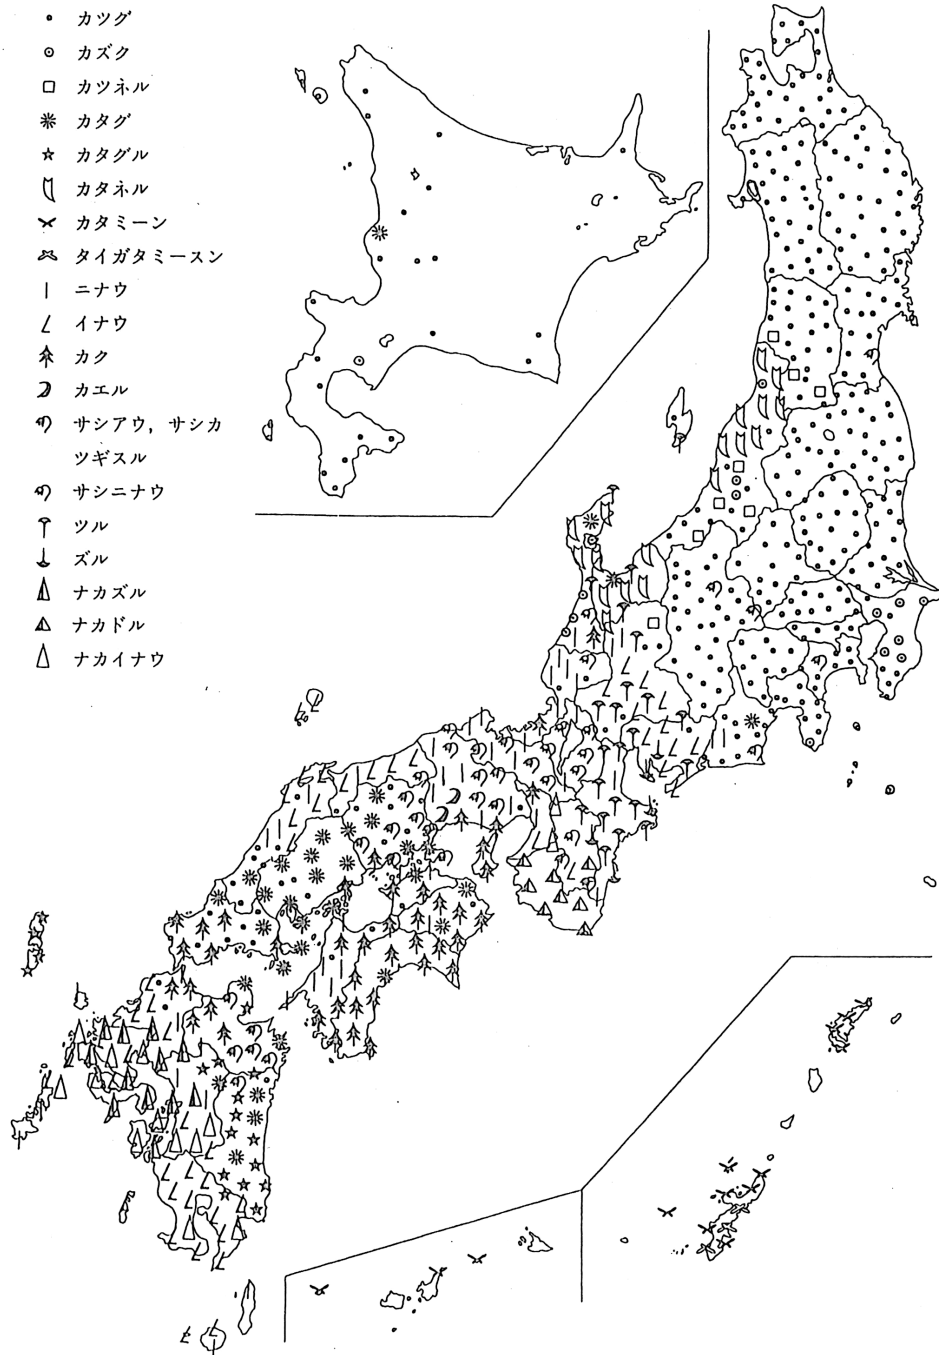 カツグ
カズク
カツネル
カタグ
カタグル
カタネル
カタミーン
タイガタミースン
ニナウ
イナウ
カク
カエル
サシアウ，サシカ
ツギスル
サシニナウ
ツル
ズル
ナカズル
ナカドル
ナカイナウ